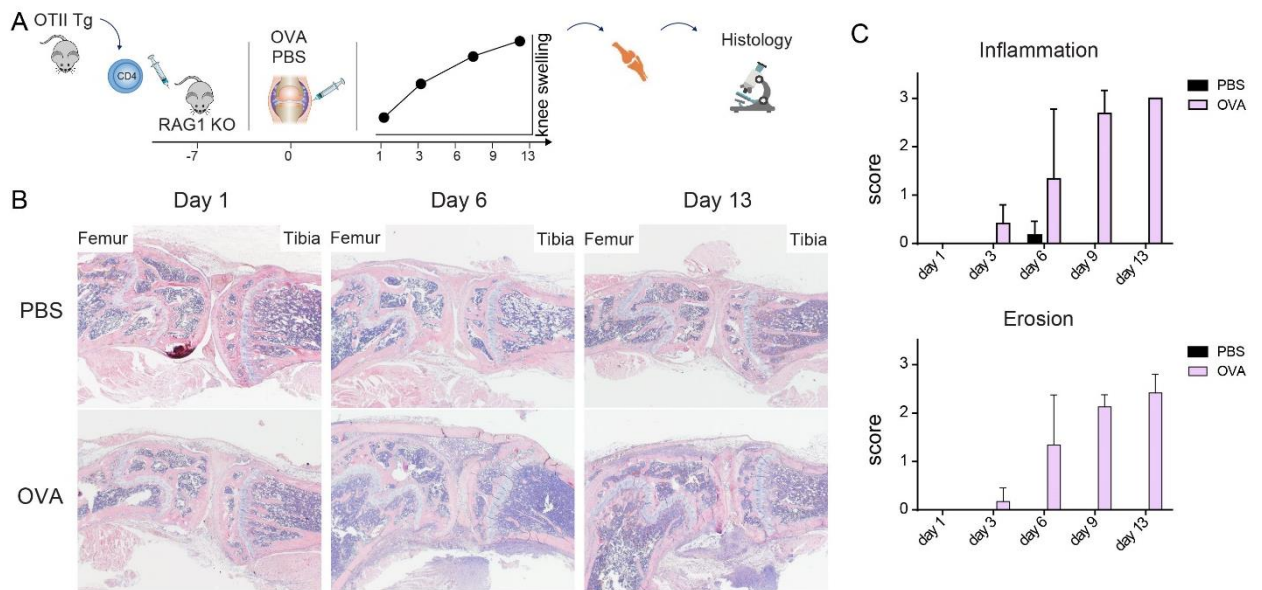 A
OTII Tg
CD4
RAG1 KO
OVA
PBS
knee swelling
Histology
-7
0
1
3
6
9
13
B
Day 1
Day 6
Day 13
Femur
Tibia
Femur
Tibia
Femur
Tibia
PBS
OVA
C
Inflammation
PBS
OVA
score
3
2
1
0
day 1
day 3
day 6
day 9
day 13
Erosion
PBS
OVA
score
3
2
1
0
day 1
day 3
day 6
day 9
day 13